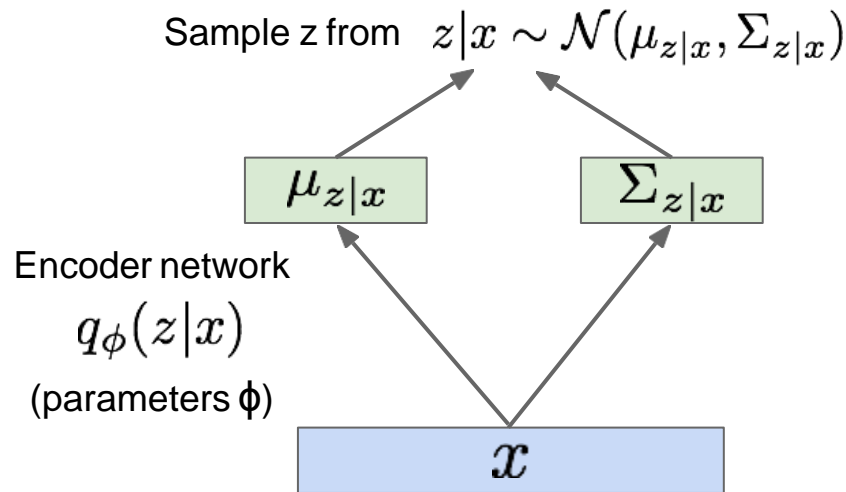 Sample z from z|x ∼ 𝒩(μ_{z|x}, Σ_{z|x})
μ_{z|x} Σ_{z|x}
Encoder network
q_ϕ(z|x)
(parameters ϕ)
x